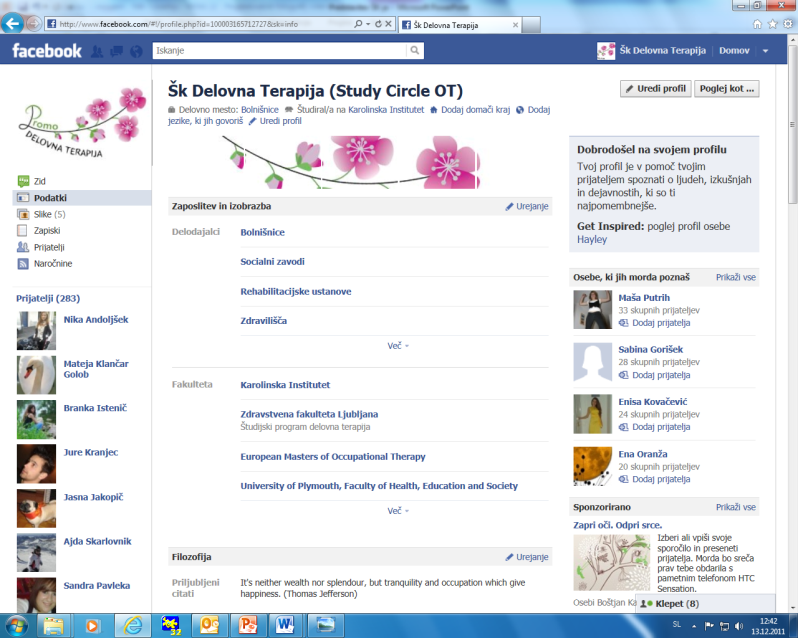 http://www.facebook.com/#!/profile.php?id=100003165712727&sk=info
Šk Delovna Terapija
facebook
Iskanje
Šk Delovna Terapija
Domov
Promo
DELOVNA TERAPIJA
Zid
Podatki
Slike (5)
Zapiski
Prijatelji
Naročnine
Prijatelji (283)
Nika Andoljšek
Mateja Klančar
Golob
Branka Istenič
Jure Kranjec
Jasna Jakopič
Ajda Skarlovnik
Sandra Pavleka
Šk Delovna Terapija (Study Circle OT)
Uredi profil
Poglej kot ...
Delovno mesto: Bolnišnice Študiral/a na Karolinska Institutet Dodaj domači kraj Dodaj
jezike, ki jih govoriš Uredi profil
Zaposlitev in izobrazba
Urejanje
Delodajalci
Bolnišnice
Socialni zavodi
Rehabilitacijske ustanove
Zdravilišča
Več
Fakulteta
Karolinska Institutet
Zdravstvena fakulteta Ljubljana
Študijski program delovna terapija
European Masters of Occupational Therapy
University of Plymouth, Faculty of Health, Education and Society
Več
Filozofija
Urejanje
Priljubljeni
citati
It's neither wealth nor splendour, but tranquility and occupation which give
happiness. (Thomas Jefferson)
Dobrodošel na svojem profilu
Tvoj profil je v pomoč tvojim
prijateljem spoznati o ljudeh, izkušnjah
in dejavnostih, ki so ti
najpomembnejše.
Get Inspired: poglej profil osebe
Hayley
Osebe, ki jih morda poznaš
Prikaži vse
Maša Putrih
33 skupnih prijateljev
Dodaj prijatelja
Sabina Gorišek
28 skupnih prijateljev
Dodaj prijatelja
Enisa Kovačević
24 skupnih prijateljev
Dodaj prijatelja
Ena Oranža
20 skupnih prijateljev
Dodaj prijatelja
Sponzorirano
Prikaži vse
Zapri oči. Odpri srce.
Izberi ali vpiši svoje
sporočilo in preseneti
prijatelja. Morda bo sreča
prav tebe obdarila s
pametnim telefonom HTC
Sensation.
Osebi Boštjan
Klepet (8)
32
SL
12:42
13.12.2011